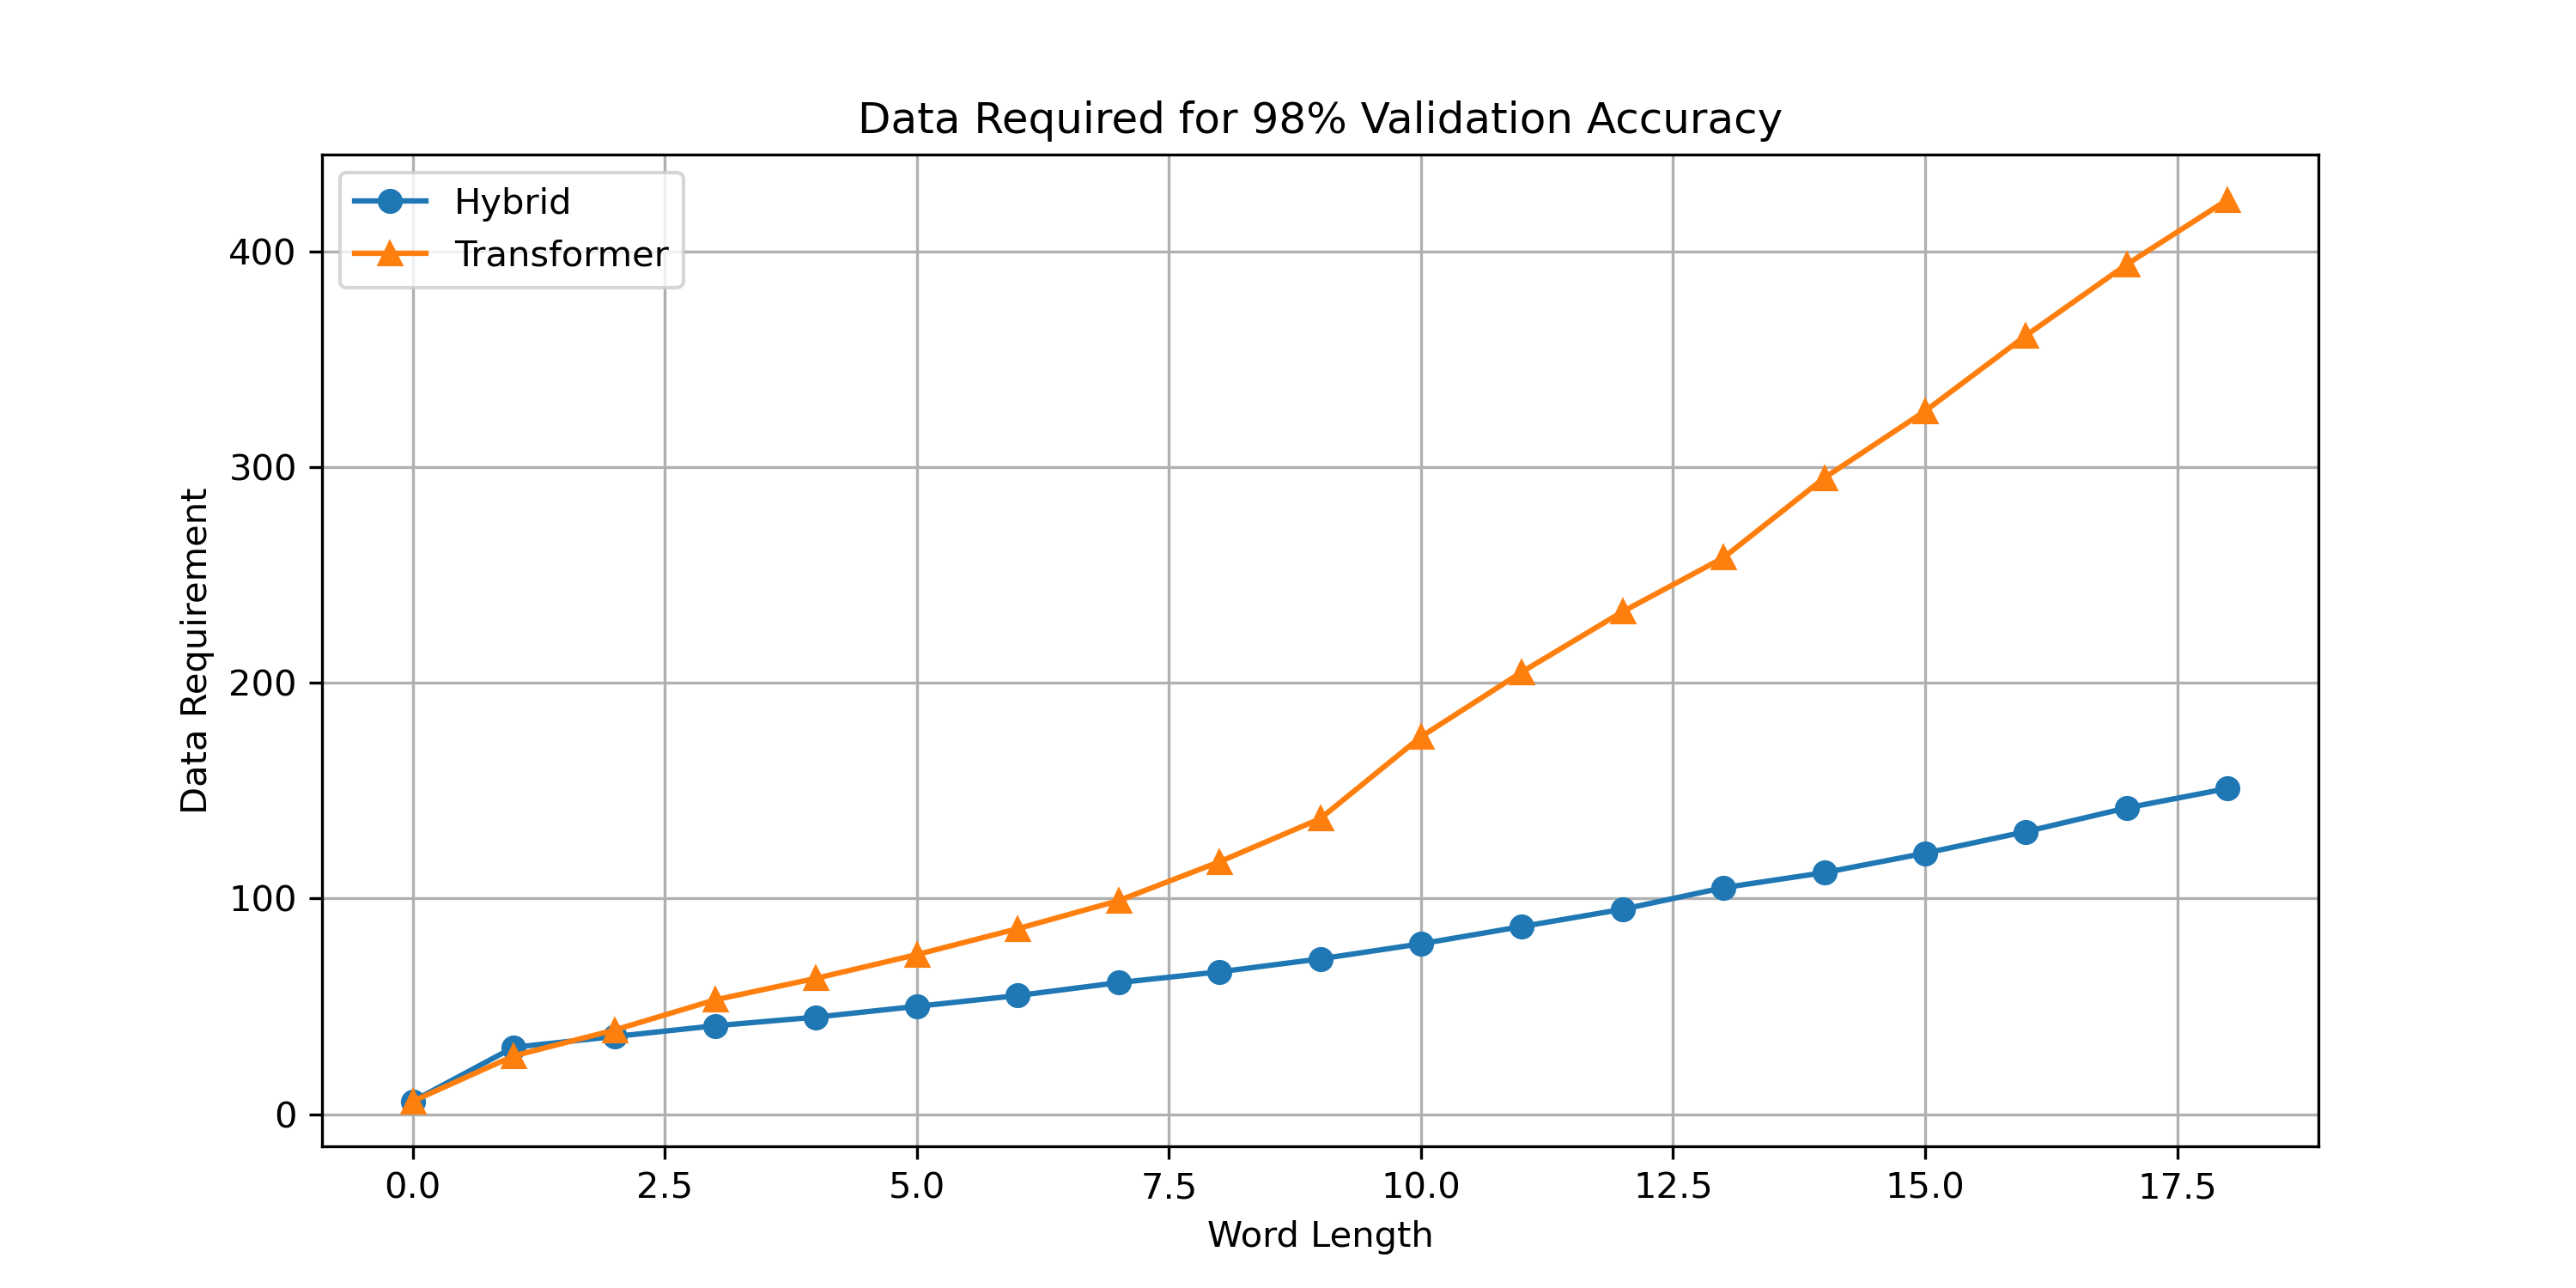 Data Required for 98% Validation Accuracy
Hybrid
Transformer
400
300
200
100
0
Data Requirement
0.0 2.5 5.0 7.5 10.0 12.5 15.0 17.5
Word Length